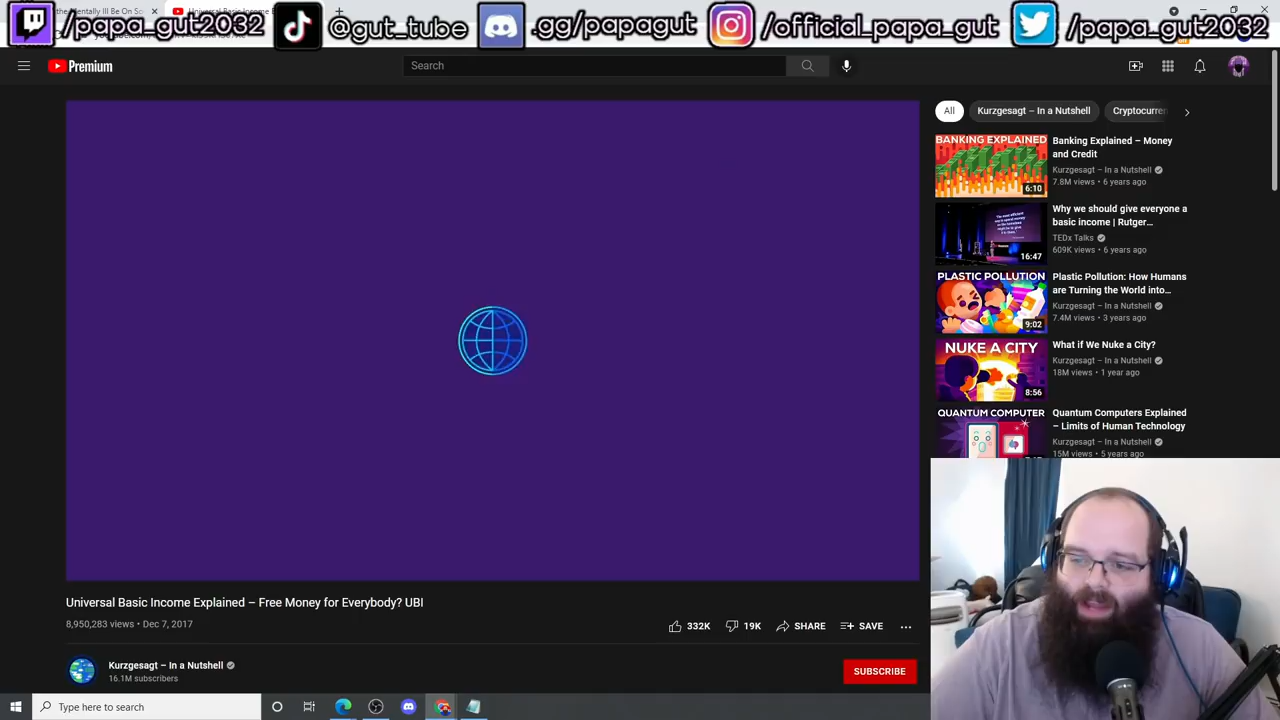 /papa_gut2032 @gut_tube .gg/papagut /official_papa_gut /papa_gut2032
Premium
Search
All
Kurzgesagt – In a Nutshell
BANKING EXPLAINED
6:10
Banking Explained – Money
and Credit
Kurzgesagt – In a Nutshell
7.8M views • 6 years ago
16:47
Why we should give everyone a
basic income | Rutger...
TEDx Talks
609K views • 6 years ago
PLASTIC POLLUTION
9:02
Plastic Pollution: How Humans
are Turning the World into...
Kurzgesagt – In a Nutshell
7.4M views • 3 years ago
NUKE A CITY
8:56
What if We Nuke a City?
Kurzgesagt – In a Nutshell
18M views • 1 year ago
QUANTUM COMPUTER
Quantum Computers Explained
– Limits of Human Technology
Kurzgesagt – In a Nutshell
15M views • 5 years ago
Universal Basic Income Explained – Free Money for Everybody? UBI
8,950,283 views • Dec 7, 2017
332K 19K SHARE SAVE
Kurzgesagt – In a Nutshell
16.1M subscribers
SUBSCRIBE
Type here to search